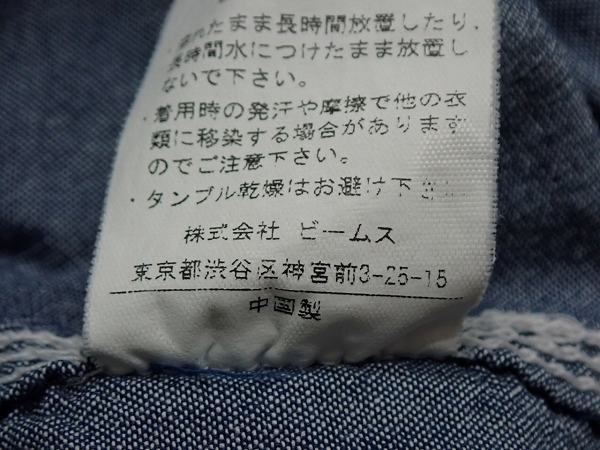 れたまま長時間放置したり、
長時間水につけたまま放置し
ないで下さい。
・着用時の発汗や摩擦で他の衣
類に移染する場合があります
のでご注意下さい。
・タンブル乾燥はお避け下さ
株式会社 ビームス
東京都渋谷区神宮前3-25-15
中国製